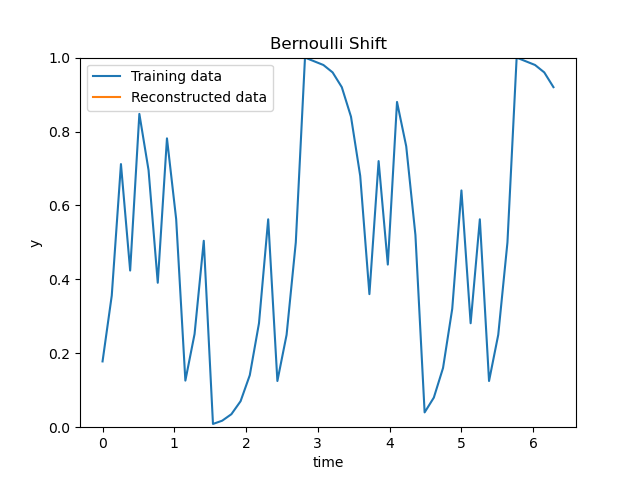 Bernoulli Shift
Training data
Reconstructed data
1.0
0.8
0.6
0.4
0.2
0.0
y
0 1 2 3 4 5 6
time